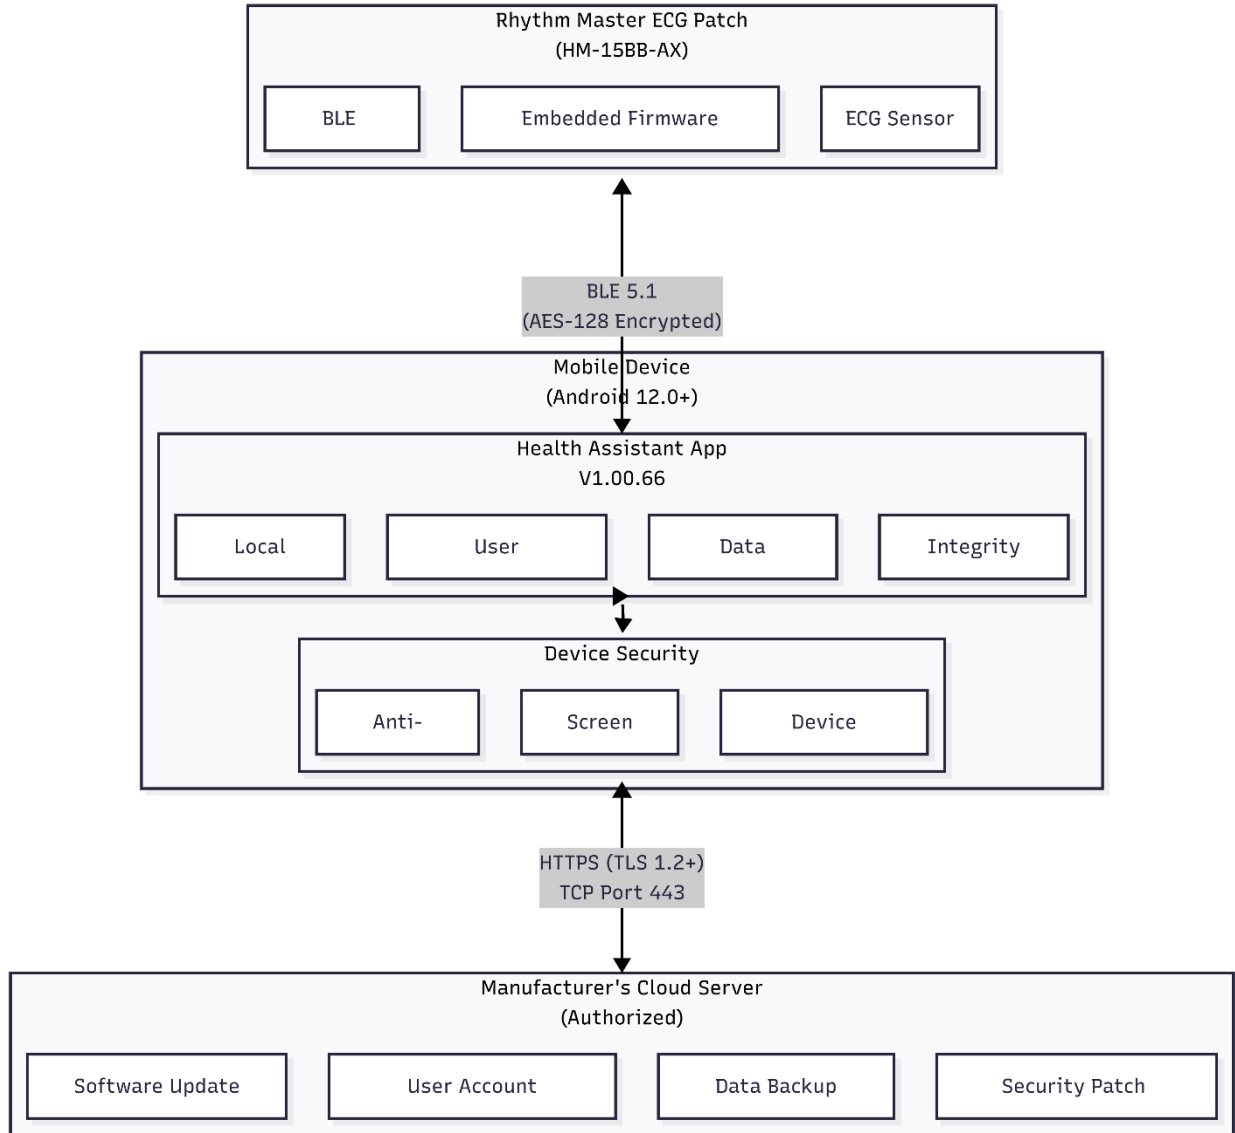 Rhythm Master ECG Patch
(HM-15BB-AX)
BLE
Embedded Firmware
ECG Sensor
BLE 5.1
(AES-128 Encrypted)
Mobile Device
(Android 12.0+)
Health Assistant App
V1.00.66
Local
User
Data
Integrity
Device Security
Anti-
Screen
Device
HTTPS (TLS 1.2+)
TCP Port 443
Manufacturer's Cloud Server
(Authorized)
Software Update
User Account
Data Backup
Security Patch